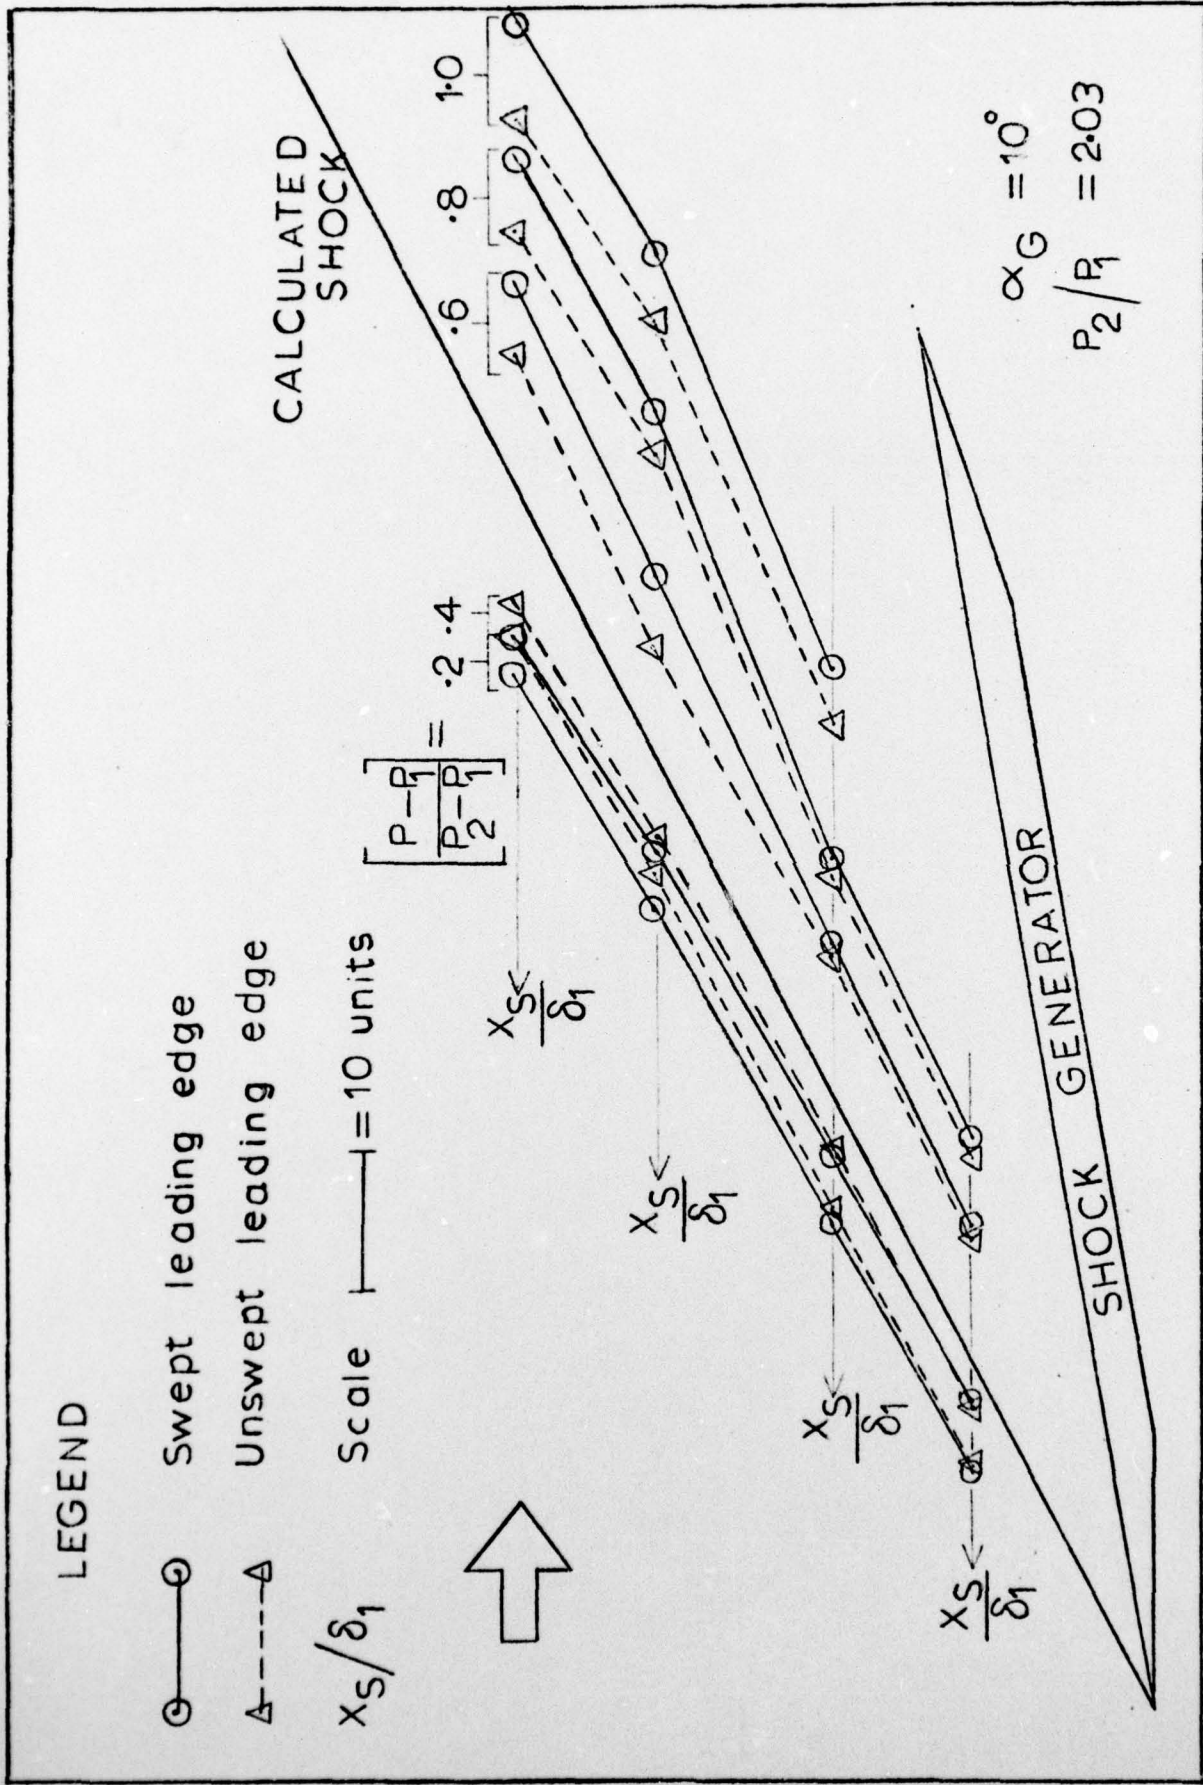 LEGEND
Swept leading edge
Unswept leading edge
X_S/δ_1 Scale = 10 units
CALCULATED
SHOCK
[P-P_1/P_2-P_1] = .2 .4 .6 .8 1.0
X_S/δ_1
X_S/δ_1
X_S/δ_1
X_S/δ_1
SHOCK GENERATOR
α_G = 10°
P_2/P_1 = 2.03